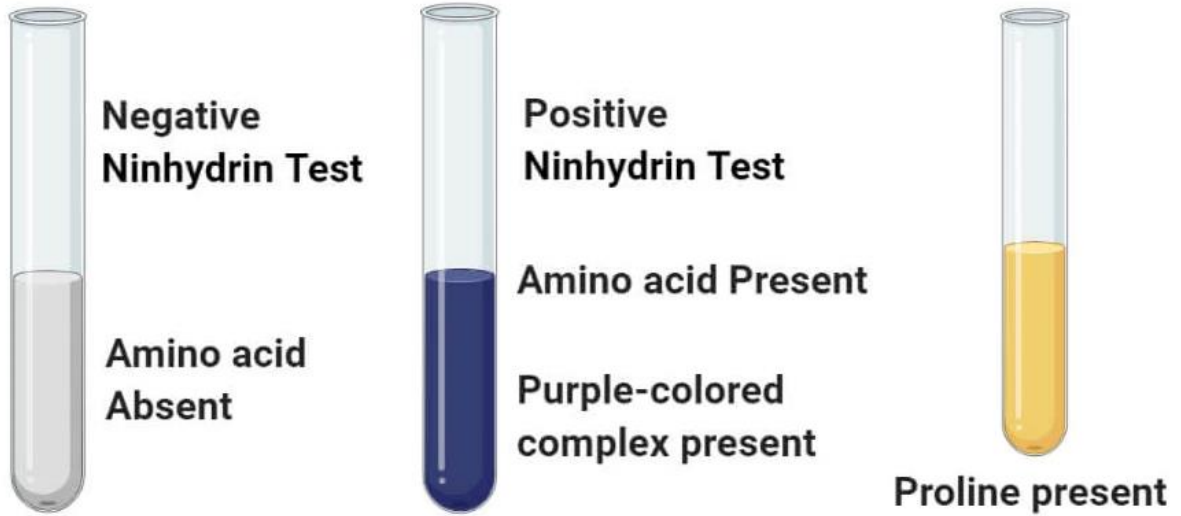 Negative
Ninhydrin Test
Amino acid
Absent
Positive
Ninhydrin Test
Amino acid Present
Purple-colored
complex present
Proline present